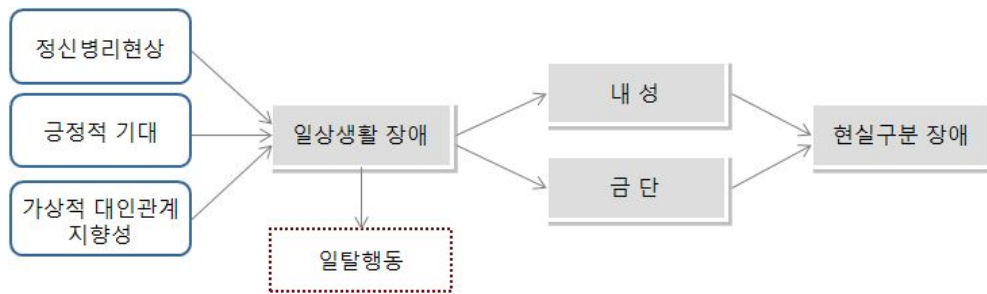 정신병리현상
긍정적 기대
가상적 대인관계
지향성
일상생활 장애
일탈행동
내 성
금 단
현실구분 장애